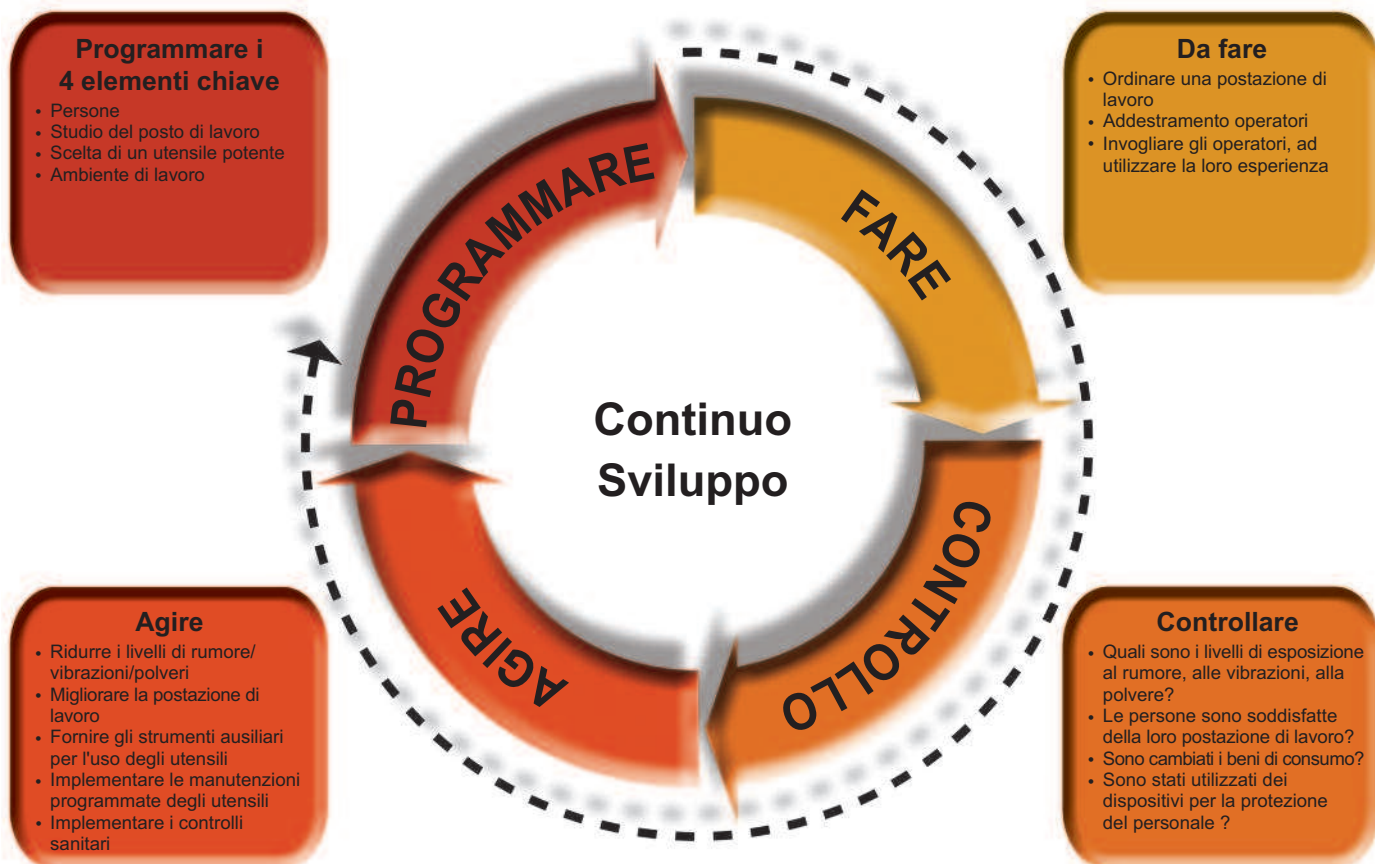 Programmare i
4 elementi chiave
• Persone
• Studio del posto di lavoro
• Scelta di un utensile potente
• Ambiente di lavoro
Da fare
• Ordinare una postazione di
lavoro
• Addestramento operatori
• Invogliare gli operatori, ad
utilizzare la loro esperienza
PROGRAMMARE
FARE
Continuo
Sviluppo
CONTROLLO
AGIRE
Agire
• Ridurre i livelli di rumore/
vibrazioni/polveri
• Migliorare la postazione di
lavoro
• Fornire gli strumenti ausiliari
per l'uso degli utensili
• Implementare le manutenzioni
programmate degli utensili
• Implementare i controlli
sanitari
Controllare
• Quali sono i livelli di esposizione
al rumore, alle vibrazioni, alla
polvere?
• Le persone sono soddisfatte
della loro postazione di lavoro?
• Sono cambiati i beni di consumo?
• Sono stati utilizzati dei
dispositivi per la protezione
del personale ?